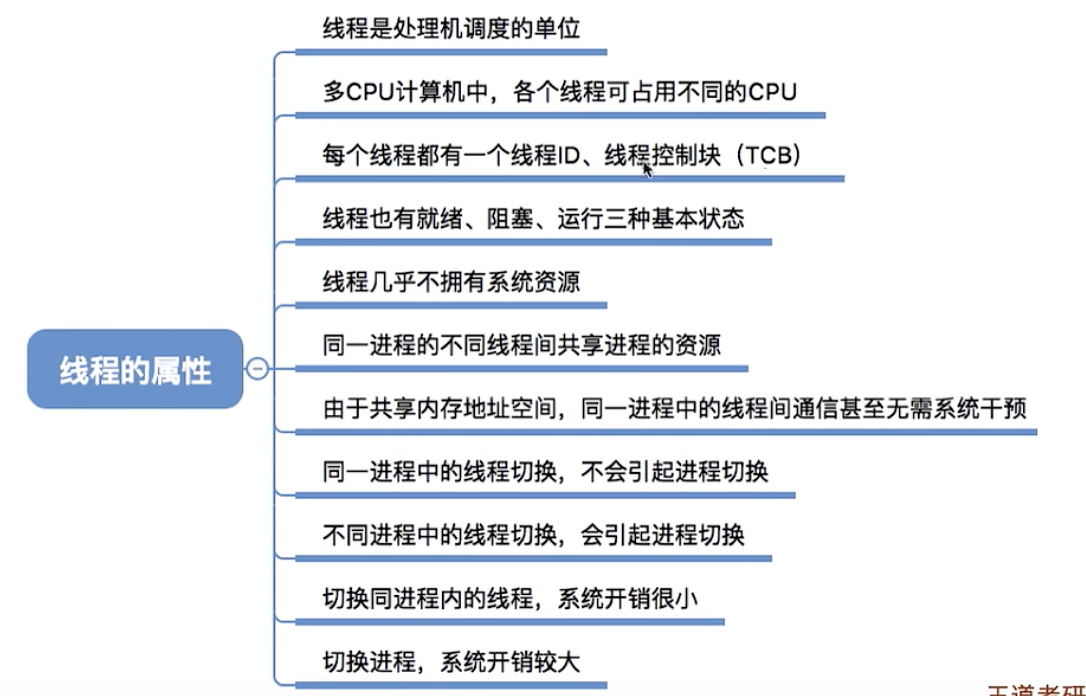 线程是处理机调度的单位
多CPU计算机中，各个线程可占用不同的CPU
每个线程都有一个线程ID、线程控制块（TCB）
线程也有就绪、阻塞、运行三种基本状态
线程几乎不拥有系统资源
同一进程的不同线程间共享进程的资源
线程的属性
由于共享内存地址空间，同一进程中的线程间通信甚至无需系统干预
同一进程中的线程切换，不会引起进程切换
不同进程中的线程切换，会引起进程切换
切换同进程内的线程，系统开销很小
切换进程，系统开销较大
王道考研